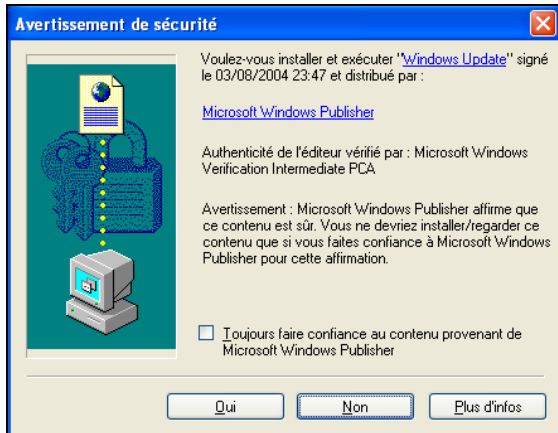 Avertissement de sécurité
Voulez-vous installer et exécuter "Windows Update" signé
le 03/08/2004 23:47 et distribué par :
Microsoft Windows Publisher
Authenticité de l'éditeur vérifié par : Microsoft Windows
Verification Intermediate PCA
Avertissement : Microsoft Windows Publisher affirme que
ce contenu est sûr. Vous ne devriez installer/regarder ce
contenu que si vous faites confiance à Microsoft Windows
Publisher pour cette affirmation.
Toujours faire confiance au contenu provenant de
Microsoft Windows Publisher
Oui
Non
Plus d'infos